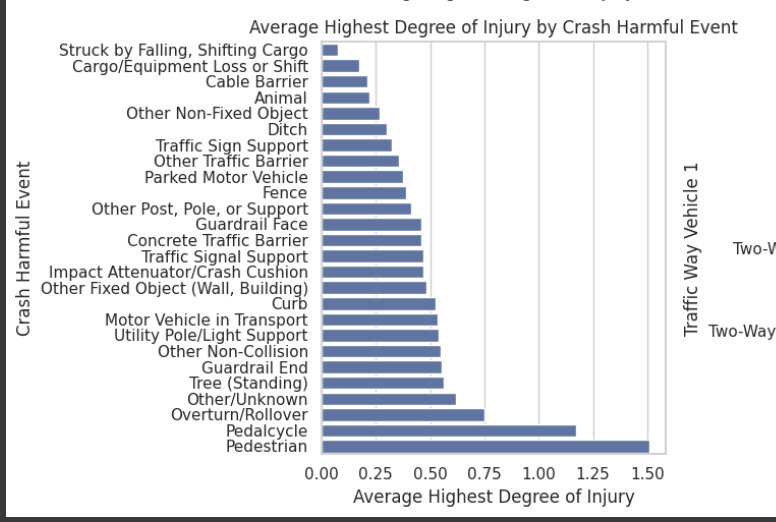 Average Highest Degree of Injury by Crash Harmful Event
Struck by Falling, Shifting Cargo
Cargo/Equipment Loss or Shift
Cable Barrier
Animal
Other Non-Fixed Object
Ditch
Traffic Sign Support
Other Traffic Barrier
Parked Motor Vehicle
Fence
Other Post, Pole, or Support
Guardrail Face
Concrete Traffic Barrier
Traffic Signal Support
Impact Attenuator/Crash Cushion
Other Fixed Object (Wall, Building)
Curb
Motor Vehicle in Transport
Utility Pole/Light Support
Other Non-Collision
Guardrail End
Tree (Standing)
Other/Unknown
Overturn/Rollover
Pedalcycle
Pedestrian
Crash Harmful Event
0.00 0.25 0.50 0.75 1.00 1.25 1.50
Average Highest Degree of Injury
Traffic Way Vehicle 1
Two-W
Two-Way